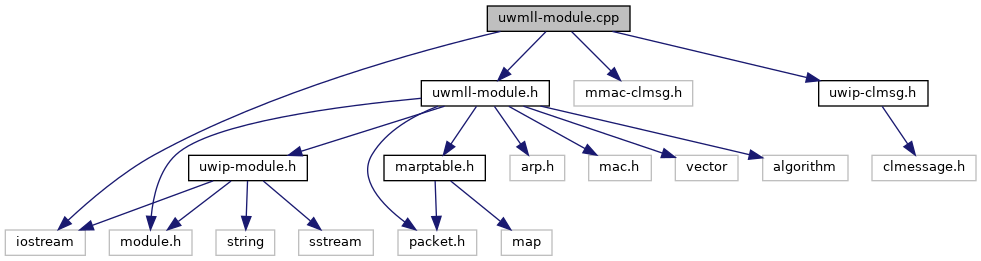 uwmll-module.cpp
uwmll-module.h
mmac-clmsg.h
uwip-clmsg.h
uwip-module.h
marptable.h
arp.h
mac.h
vector
algorithm
clmessage.h
iostream
module.h
string
sstream
packet.h
map